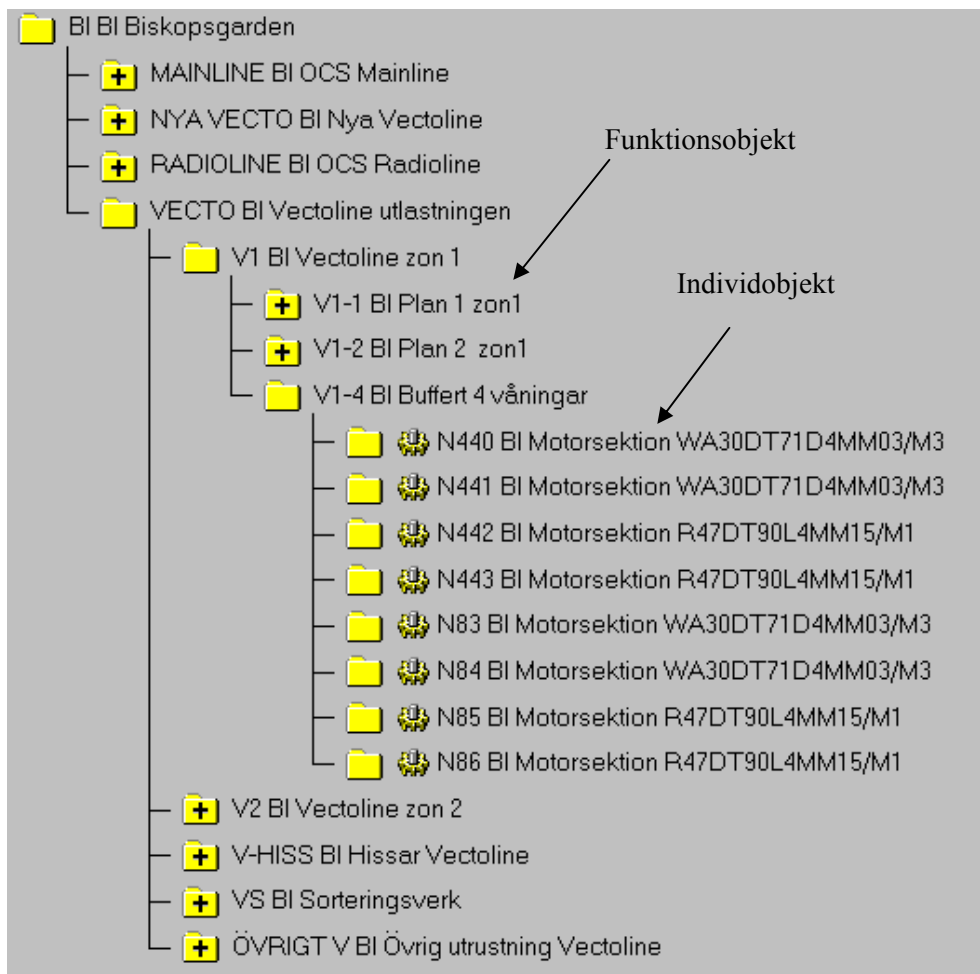 BI BI Biskopsgarden
MAINLINE BI OCS Mainline
NYA VECTO BI Nya Vectoline
Funktionsobjekt
RADIOLINE BI OCS Radioline
VECTO BI Vectoline utlastningen
V1 BI Vectoline zon 1
Individobjekt
V1-1 BI Plan 1 zon1
V1-2 BI Plan 2 zon1
V1-4 BI Buffert 4 våningar
N440 BI Motorsektion WA30DT71D4MM03/M3
N441 BI Motorsektion WA30DT71D4MM03/M3
N442 BI Motorsektion R47DT90L4MM15/M1
N443 BI Motorsektion R47DT90L4MM15/M1
N83 BI Motorsektion WA30DT71D4MM03/M3
N84 BI Motorsektion WA30DT71D4MM03/M3
N85 BI Motorsektion R47DT90L4MM15/M1
N86 BI Motorsektion R47DT90L4MM15/M1
V2 BI Vectoline zon 2
V-HISS BI Hissar Vectoline
VS BI Sorteringsverk
ÖVRIGT V BI Övrig utrustning Vectoline